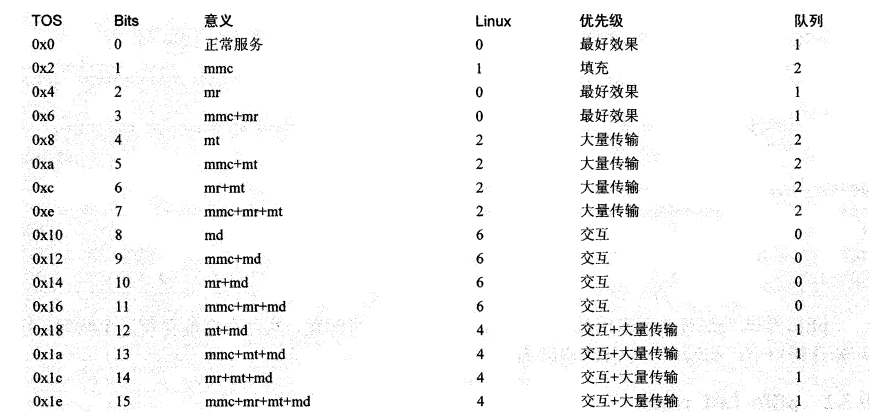 TOS Bits 意义 Linux 优先级 队列
0x0 0 正常服务 0 最好效果 1
0x2 1 mmc 1 填充 2
0x4 2 mr 0 最好效果 1
0x6 3 mmc+mr 0 最好效果 1
0x8 4 mt 2 大量传输 2
0xa 5 mmc+mt 2 大量传输 2
0xc 6 mr+mt 2 大量传输 2
0xe 7 mmc+mr+mt 2 大量传输 2
0x10 8 md 6 交互 0
0x12 9 mmc+md 6 交互 0
0x14 10 mr+md 6 交互 0
0x16 11 mmc+mr+md 6 交互 0
0x18 12 mt+md 4 交互+大量传输 1
0x1a 13 mmc+mt+md 4 交互+大量传输 1
0x1c 14 mr+mt+md 4 交互+大量传输 1
0x1e 15 mmc+mr+mt+md 4 交互+大量传输 1